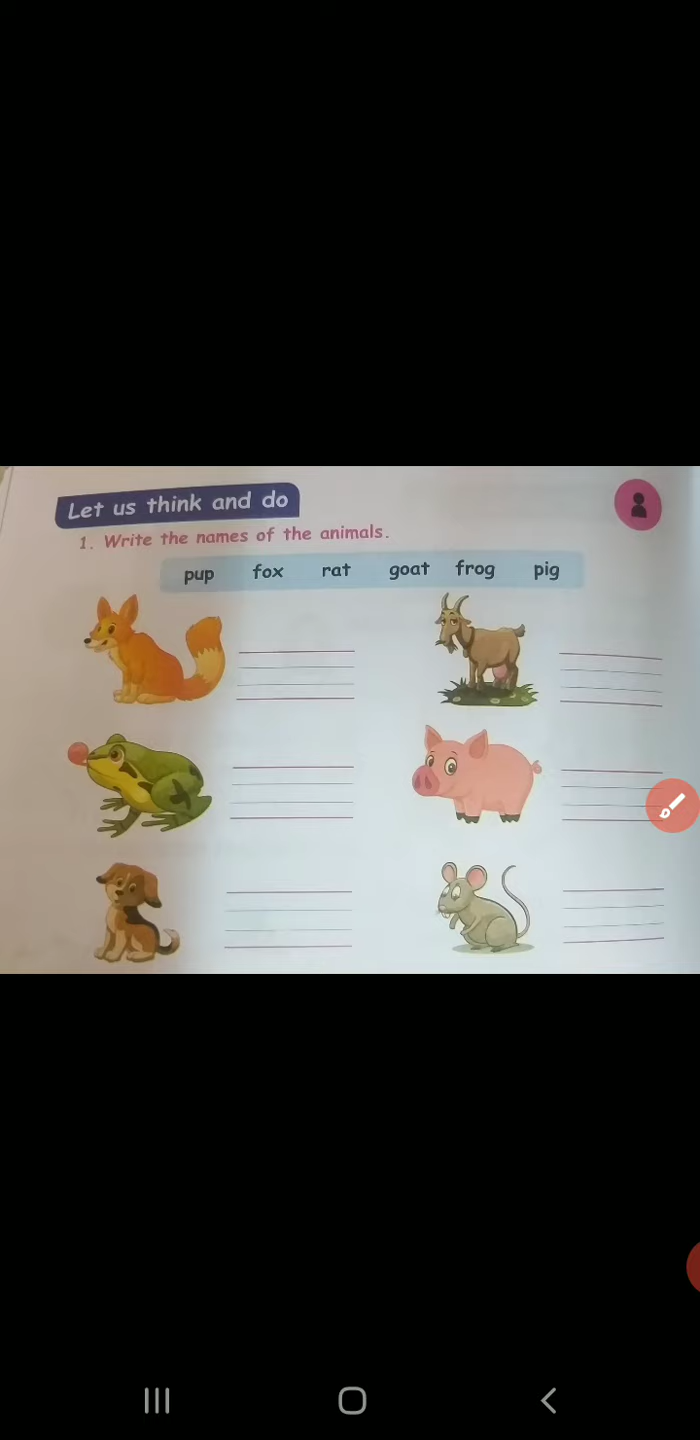 Let us think and do
1. Write the names of the animals.
pup fox rat goat frog pig